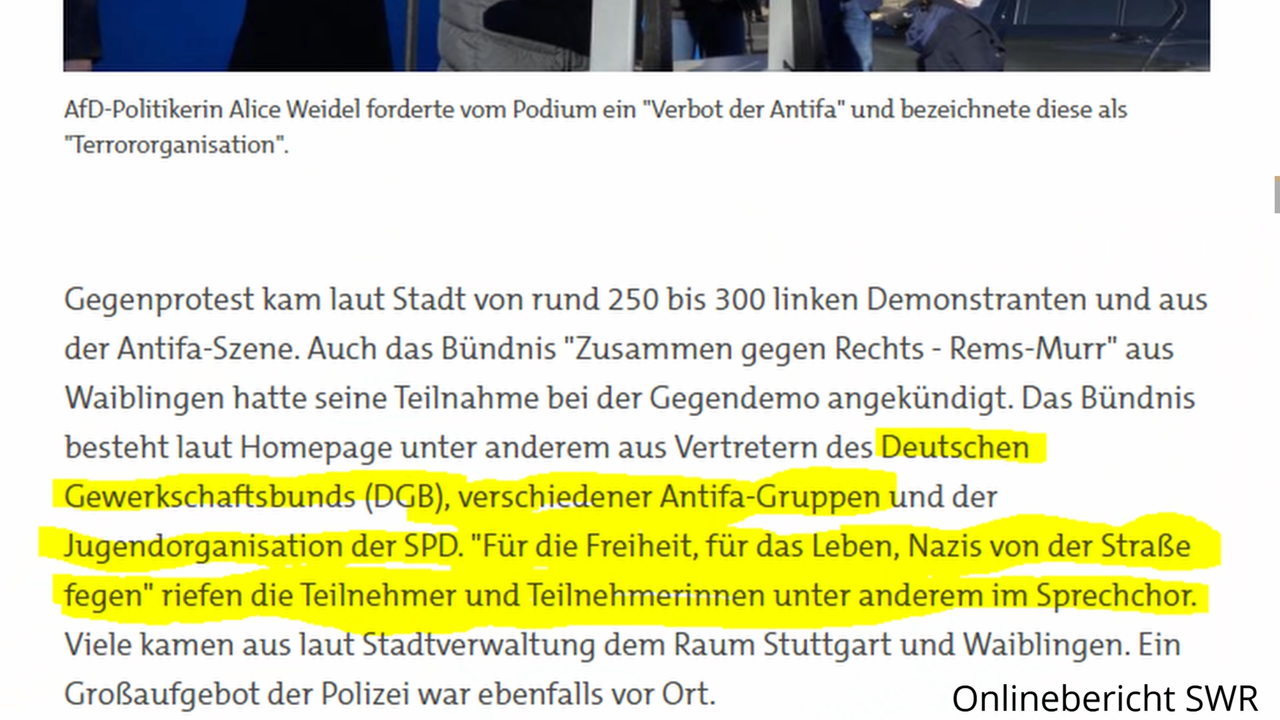 AfD-Politikerin Alice Weidel forderte vom Podium ein "Verbot der Antifa" und bezeichnete diese als
"Terrororganisation".
Gegenprotest kam laut Stadt von rund 250 bis 300 linken Demonstranten und aus
der Antifa-Szene. Auch das Bündnis "Zusammen gegen Rechts - Rems-Murr" aus
Waiblingen hatte seine Teilnahme bei der Gegendemo angekündigt. Das Bündnis
besteht laut Homepage unter anderem aus Vertretern des Deutschen
Gewerkschaftsbunds (DGB), verschiedener Antifa-Gruppen und der
Jugendorganisation der SPD. "Für die Freiheit, für das Leben, Nazis von der Straße
fegen" riefen die Teilnehmer und Teilnehmerinnen unter anderem im Sprechchor.
Viele kamen aus laut Stadtverwaltung dem Raum Stuttgart und Waiblingen. Ein
Großaufgebot der Polizei war ebenfalls vor Ort.
Onlinebericht SWR